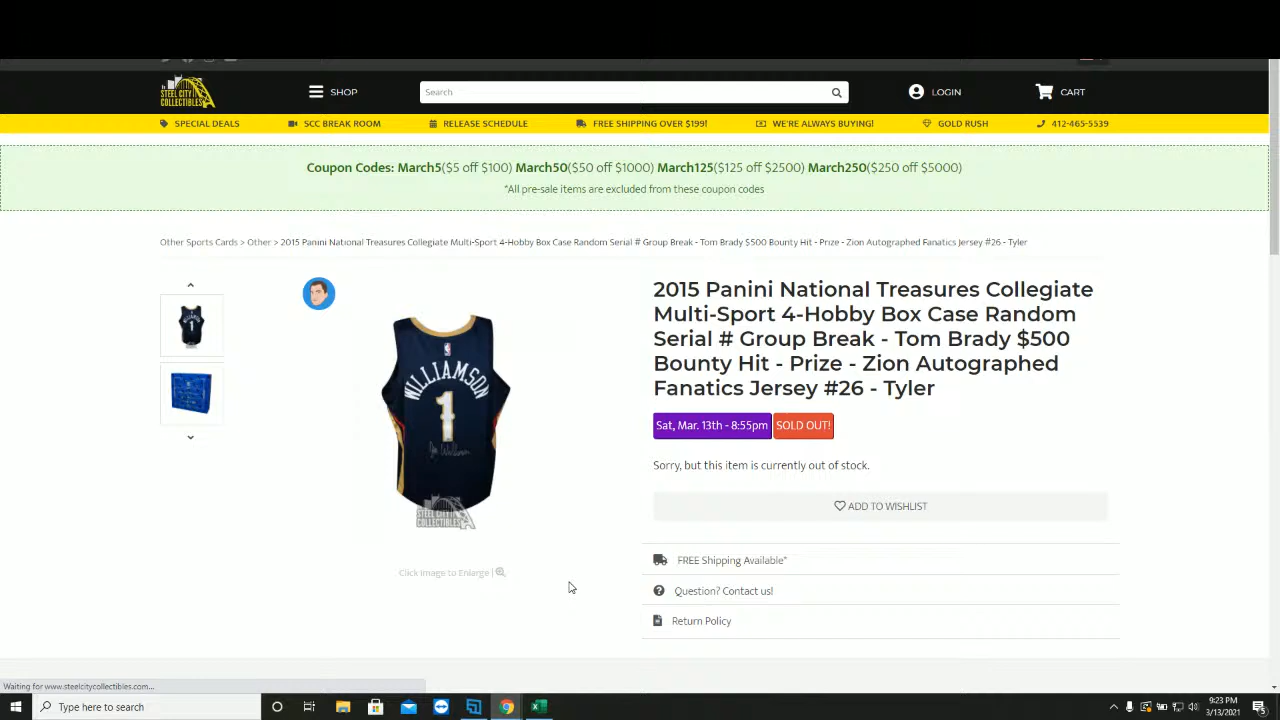 STEEL CITY
COLLECTIBLES
SHOP
Search
LOGIN
CART
SPECIAL DEALS
SCC BREAK ROOM
RELEASE SCHEDULE
FREE SHIPPING OVER $199!
WE'RE ALWAYS BUYING!
GOLD RUSH
412-465-5539
Coupon Codes: March5($5 off $100) March50($50 off $1000) March125($125 off $2500) March250($250 off $5000)
*All pre-sale items are excluded from these coupon codes
Other Sports Cards > Other > 2015 Panini National Treasures Collegiate Multi-Sport 4-Hobby Box Case Random Serial # Group Break - Tom Brady $500 Bounty Hit - Prize - Zion Autographed Fanatics Jersey #26 - Tyler
WILLIAMSON
1
STEEL CITY
COLLECTIBLES
Click Image to Enlarge |
2015 Panini National Treasures Collegiate
Multi-Sport 4-Hobby Box Case Random
Serial # Group Break - Tom Brady $500
Bounty Hit - Prize - Zion Autographed
Fanatics Jersey #26 - Tyler
Sat, Mar. 13th - 8:55pm SOLD OUT!
Sorry, but this item is currently out of stock.
ADD TO WISHLIST
FREE Shipping Available*
Question? Contact us!
Return Policy
Waiting for www.steelcitycollectibles.com...
Type here to search
9:23 PM
3/13/2021